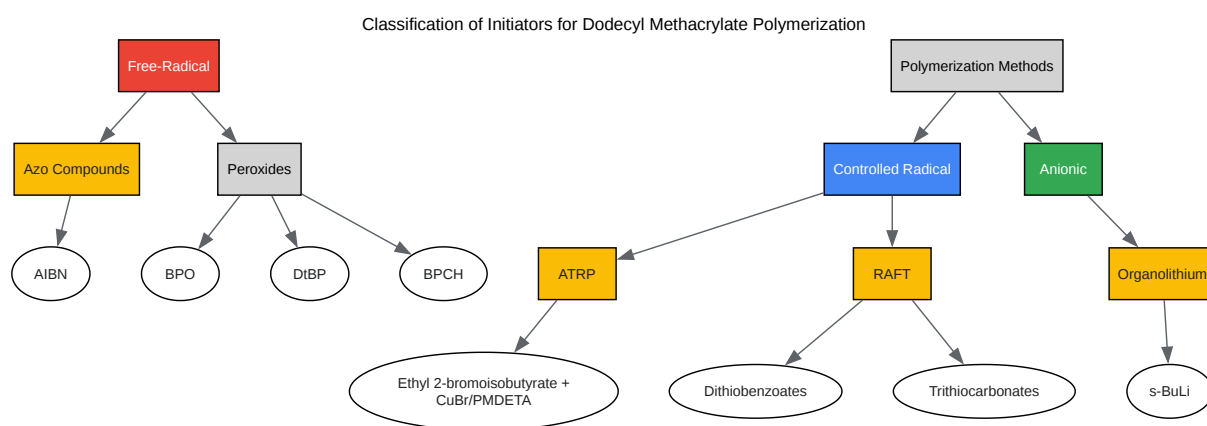 Classification of Initiators for Dodecyl Methacrylate Polymerization
Free-Radical
Polymerization Methods
Azo Compounds
Peroxides
Controlled Radical
Anionic
AIBN
BPO
DtBP
BPCH
ATRP
RAFT
Organolithium
Ethyl 2-bromoisobutyrate +
CuBr/PMDETA
Dithiobenzoates
Trithiocarbonates
s-BuLi